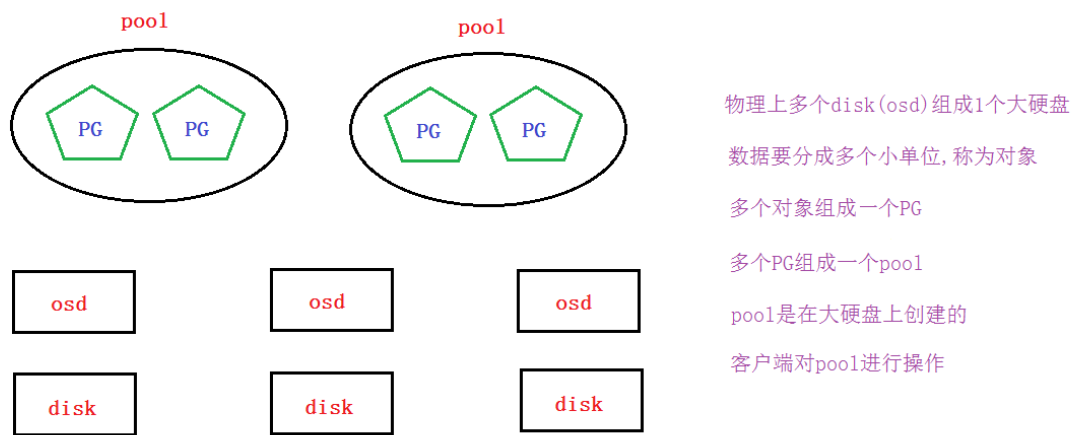 pool
pool
PG
PG
PG
PG
osd
osd
osd
disk
disk
disk
物理上多个disk(osd)组成1个大硬盘
数据要分成多个小单位,称为对象
多个对象组成一个PG
多个PG组成一个pool
pool是在大硬盘上创建的
客户端对pool进行操作